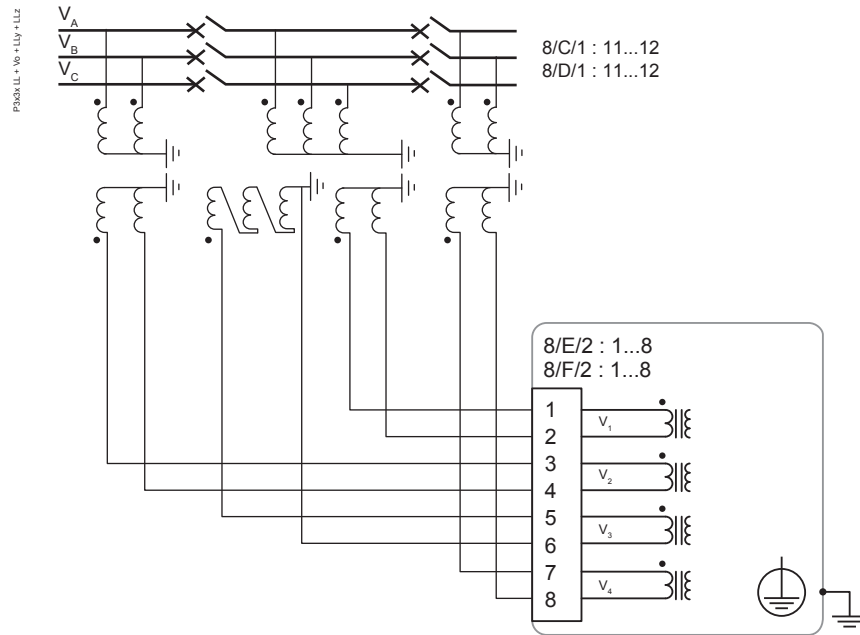 P3x3x LL + Vo + LLy + LLz
VA
VB
VC
8/C/1 : 11...12
8/D/1 : 11...12
8/E/2 : 1...8
8/F/2 : 1...8
1
V1
2
3
V2
4
5
V3
6
7
V4
8